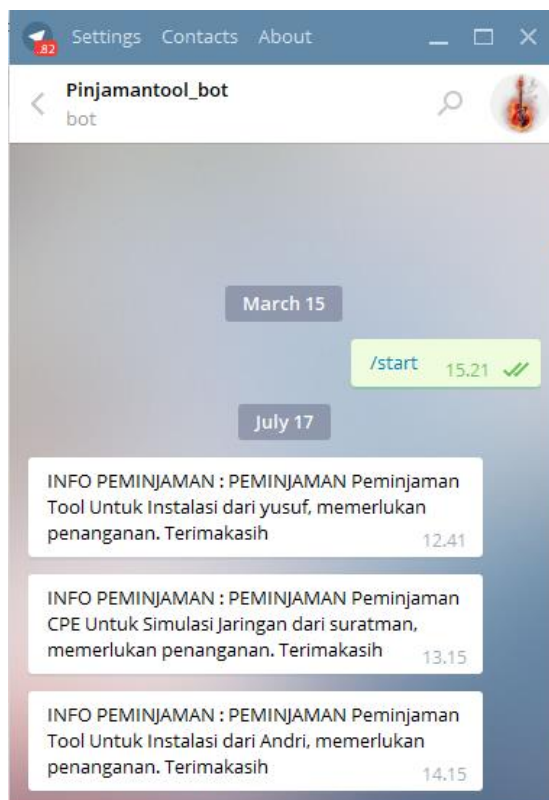 Settings Contacts About
.82
Pinjamantool_bot
bot
March 15
/start 15.21
July 17
INFO PEMINJAMAN : PEMINJAMAN Peminjaman
Tool Untuk Instalasi dari yusuf, memerlukan
penanganan. Terimakasih 12.41
INFO PEMINJAMAN : PEMINJAMAN Peminjaman
CPE Untuk Simulasi Jaringan dari suratman,
memerlukan penanganan. Terimakasih 13.15
INFO PEMINJAMAN : PEMINJAMAN Peminjaman
Tool Untuk Instalasi dari Andri, memerlukan
penanganan. Terimakasih 14.15